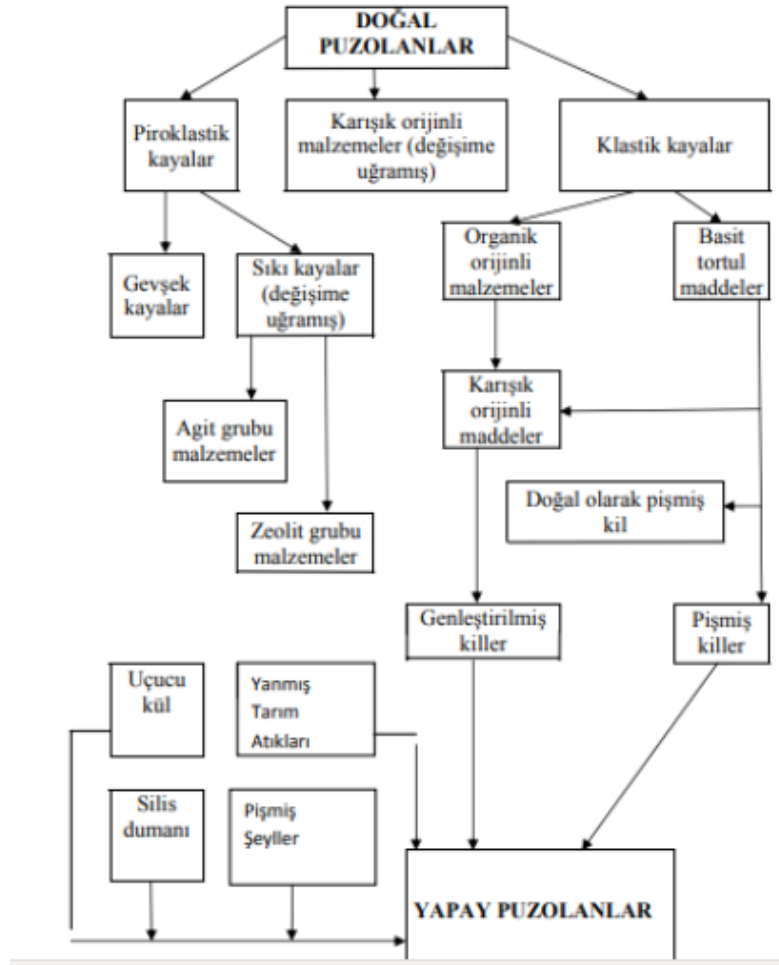 DOĞAL
PUZOLANLAR
Piroklastik
kayalar
Karışık orijinli
malzemeler (değişime
uğramış)
Klastik kayalar
Gevşek
kayalar
Sıkı kayalar
(değişime
uğramış)
Organik
orijinli
malzemeler
Basit
tortul
maddeler
Agit grubu
malzemeler
Karışık
orijinli
maddeler
Zeolit grubu
malzemeler
Doğal olarak pişmiş
kil
Genleştirilmiş
killer
Pişmiş
killer
Uçucu
kül
Yanmış
Tarım
Atıkları
Silis
dumanı
Pişmiş
Şeyller
YAPAY PUZOLANLAR